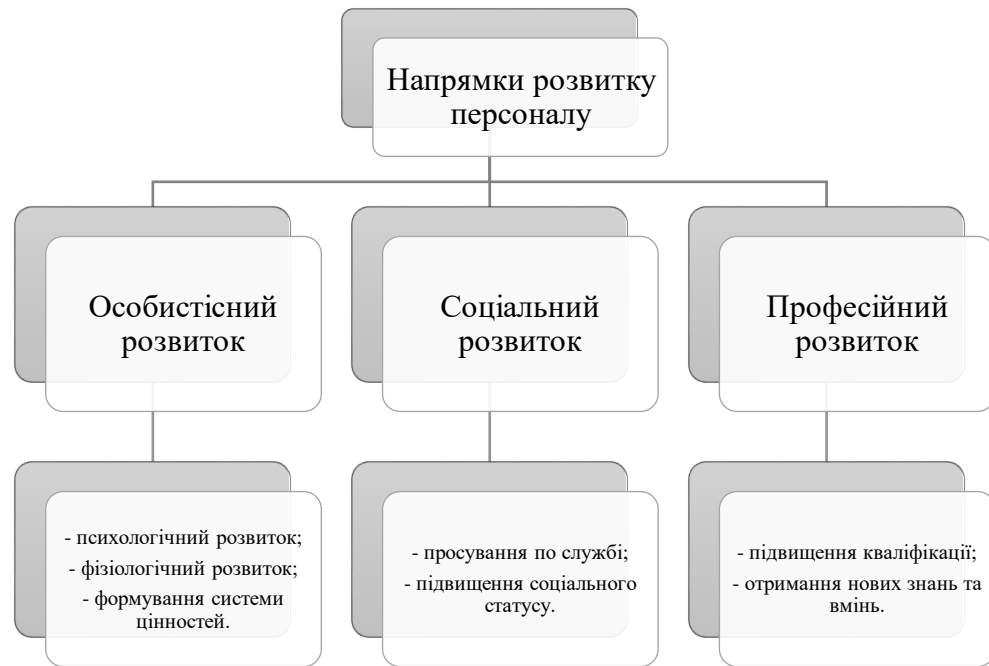 Напрямки розвитку
персоналу
Особистісний
розвиток
Соціальний
розвиток
Професійний
розвиток
- психологічний розвиток;
- фізіологічний розвиток;
- формування системи
цінностей.
- просування по службі;
- підвищення соціального
статусу.
- підвищення кваліфікації;
- отримання нових знань та
вмінь.